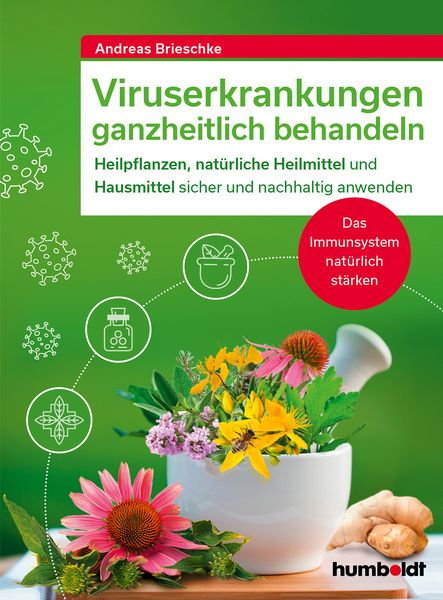 Andreas Brieschke
Viruserkrankungen
ganzheitlich behandeln
Heilpflanzen, natürliche Heilmittel und
Hausmittel sicher und nachhaltig anwenden
Das
Immunsystem
natürlich
stärken
humboldt